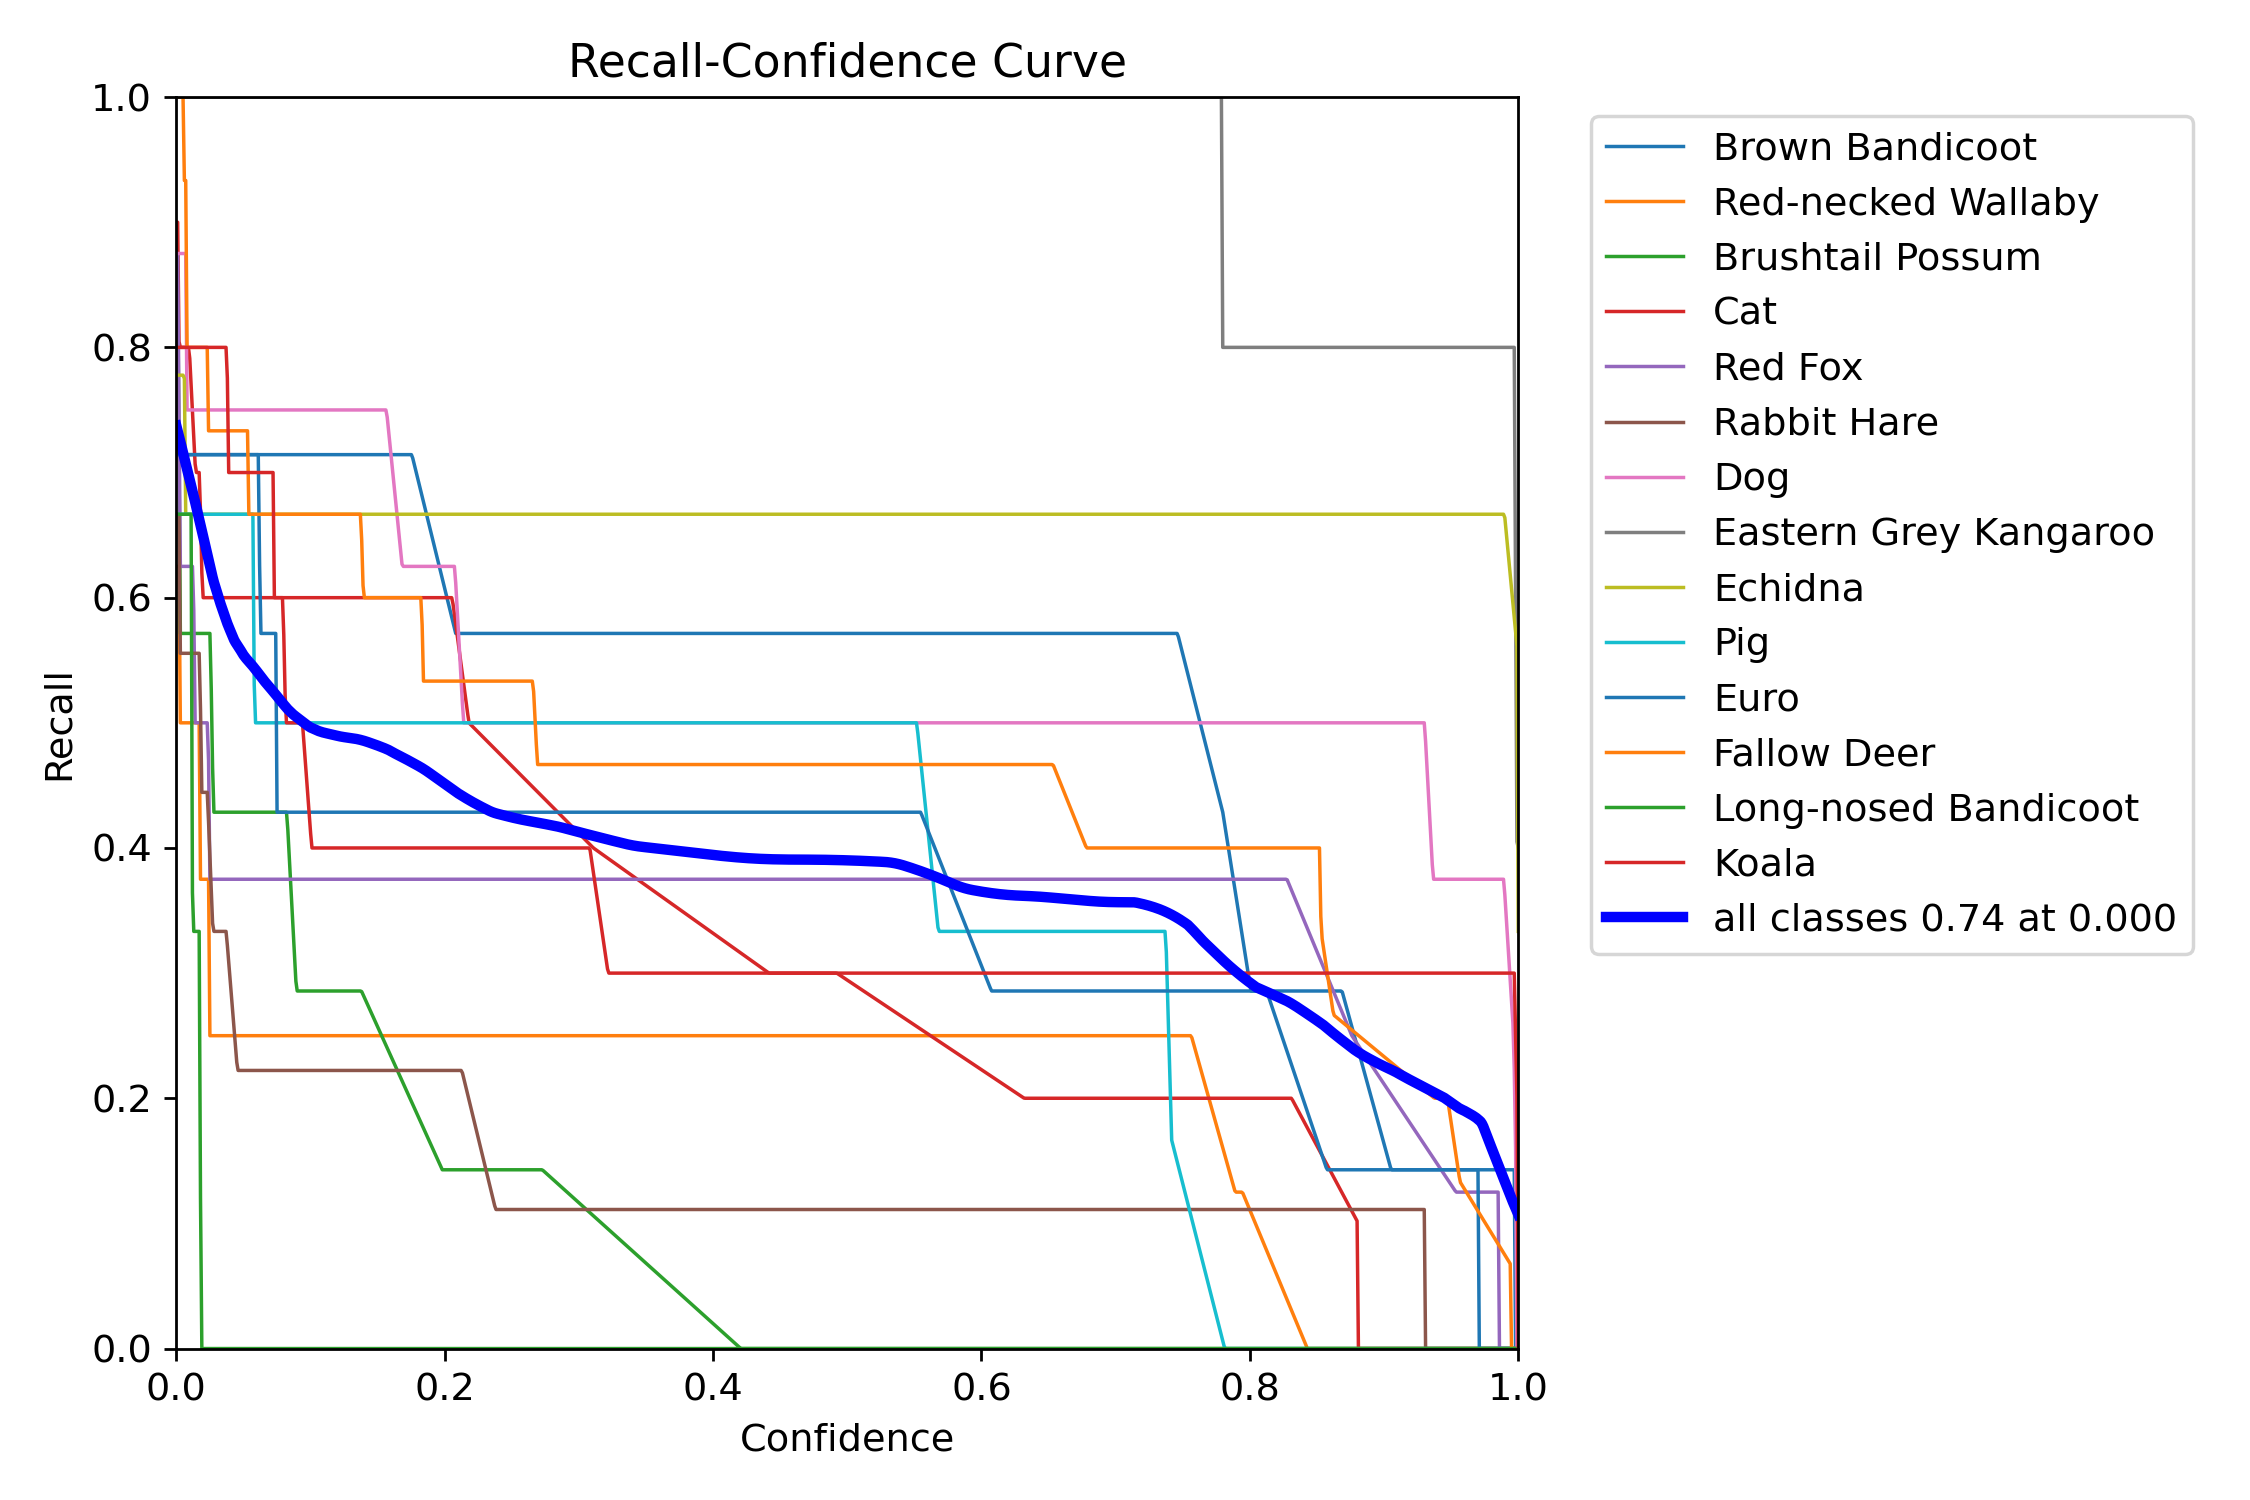 Recall-Confidence Curve
1.0
0.8
0.6
0.4
0.2
0.0
Recall
0.0 0.2 0.4 0.6 0.8 1.0
Confidence
Brown Bandicoot
Red-necked Wallaby
Brushtail Possum
Cat
Red Fox
Rabbit Hare
Dog
Eastern Grey Kangaroo
Echidna
Pig
Euro
Fallow Deer
Long-nosed Bandicoot
Koala
all classes 0.74 at 0.000